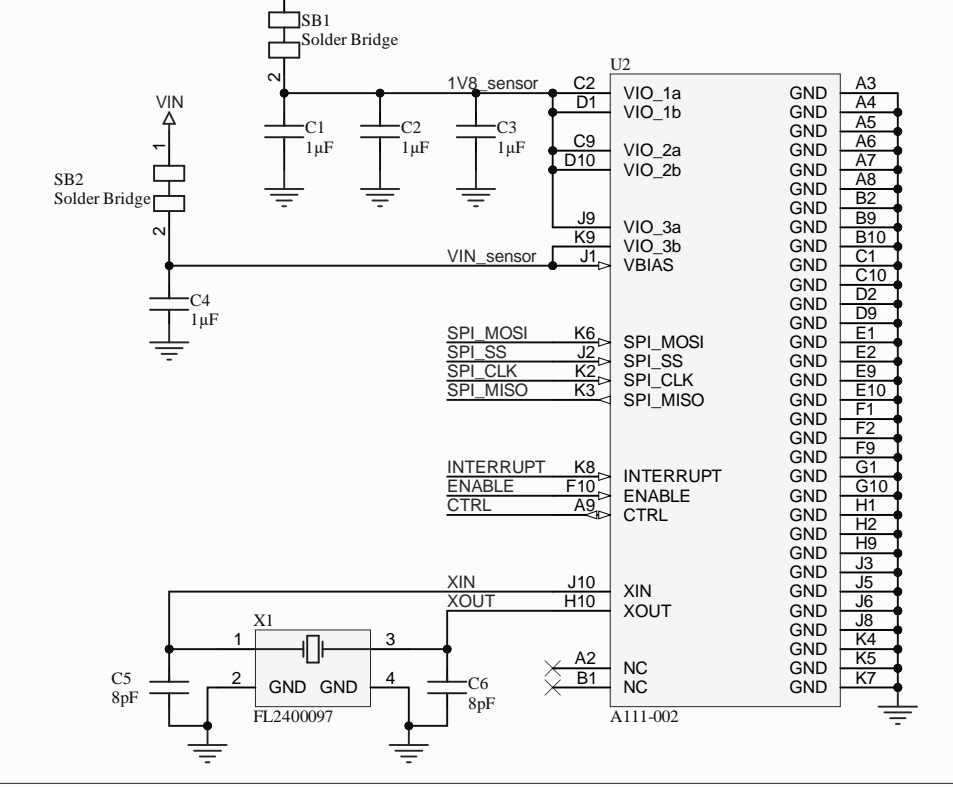 SB1
Solder Bridge
2
U2
1V8_sensor
C2 VIO_1a GND A3
D1 VIO_1b GND A4
GND A5
C9 VIO_2a GND A6
D10 VIO_2b GND A7
GND A8
GND B2
J9 VIO_3a GND B9
K9 VIO_3b GND B10
VIN_sensor J1 VBIAS GND C1
GND C10
GND D2
GND D9
SPI_MOSI K6 SPI_MOSI GND E1
SPI_SS J2 SPI_SS GND E2
SPI_CLK K2 SPI_CLK GND E9
SPI_MISO K3 SPI_MISO GND E10
GND F1
GND F2
GND F9
INTERRUPT K8 INTERRUPT GND G1
ENABLE F10 ENABLE GND G10
CTRL A9 CTRL GND H1
GND H2
GND H9
GND J3
XIN J10 XIN GND J5
XOUT H10 XOUT GND J6
GND J8
GND K4
A2 NC GND K5
B1 NC GND K7
A111-002
C1
1µF
C2
1µF
C3
1µF
VIN
1
SB2
Solder Bridge
2
C4
1µF
X1
1 3
2 GND GND 4
FL2400097
C5
8pF
C6
8pF